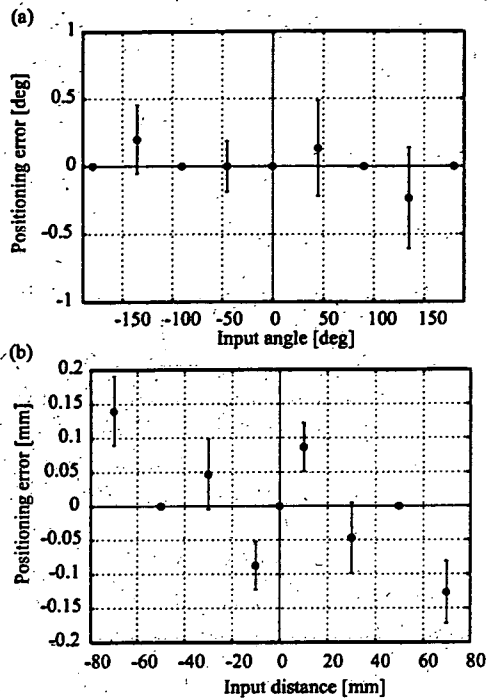 (a)
1
0.5
0
-0.5
-1
Positioning error [deg]
-150 -100 -50 0 50 100 150
Input angle [deg]
(b)
0.2
0.15
0.1
0.05
0
-0.05
-0.1
-0.15
-0.2
Positioning error [mm]
-80 -60 -40 -20 0 20 40 60 80
Input distance [mm]